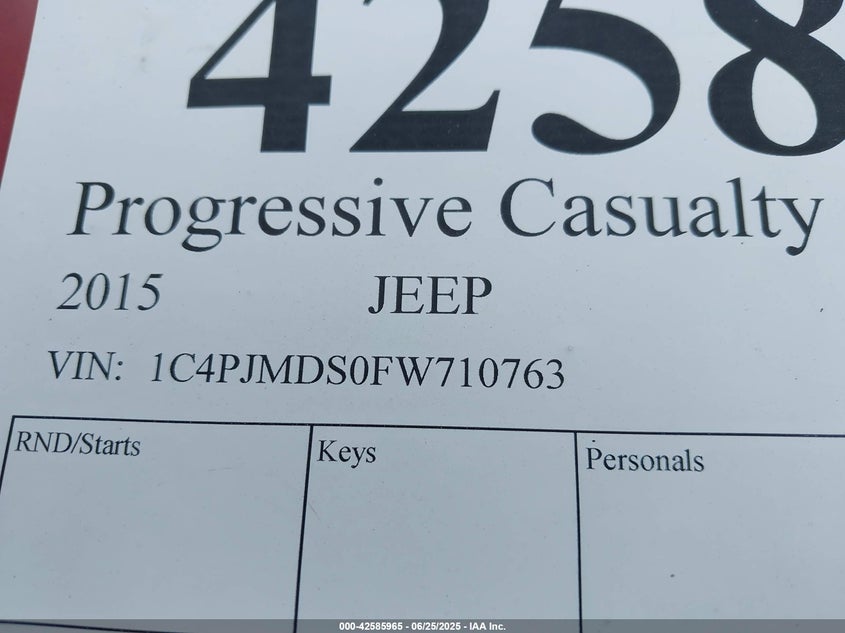 4258
Progressive Casualty
2015 JEEP
VIN: 1C4PJMDS0FW710763
RND/Starts Keys Personals
000-42585965 - 06/25/2025 - IAA Inc.